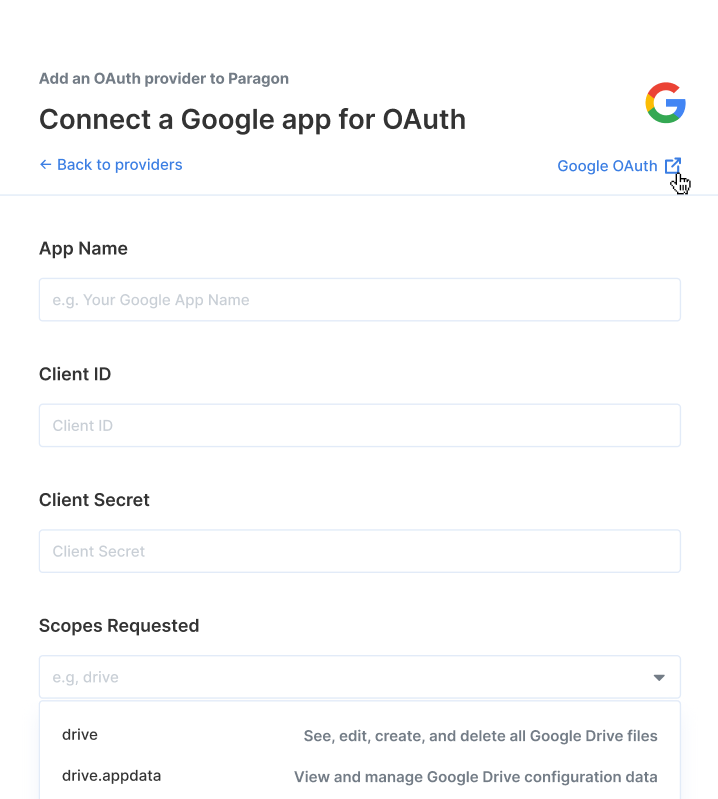 Add an OAuth provider to Paragon
Connect a Google app for OAuth
← Back to providers
Google OAuth
App Name
e.g. Your Google App Name
Client ID
Client ID
Client Secret
Client Secret
Scopes Requested
e.g, drive
drive See, edit, create, and delete all Google Drive files
drive.appdata View and manage Google Drive configuration data